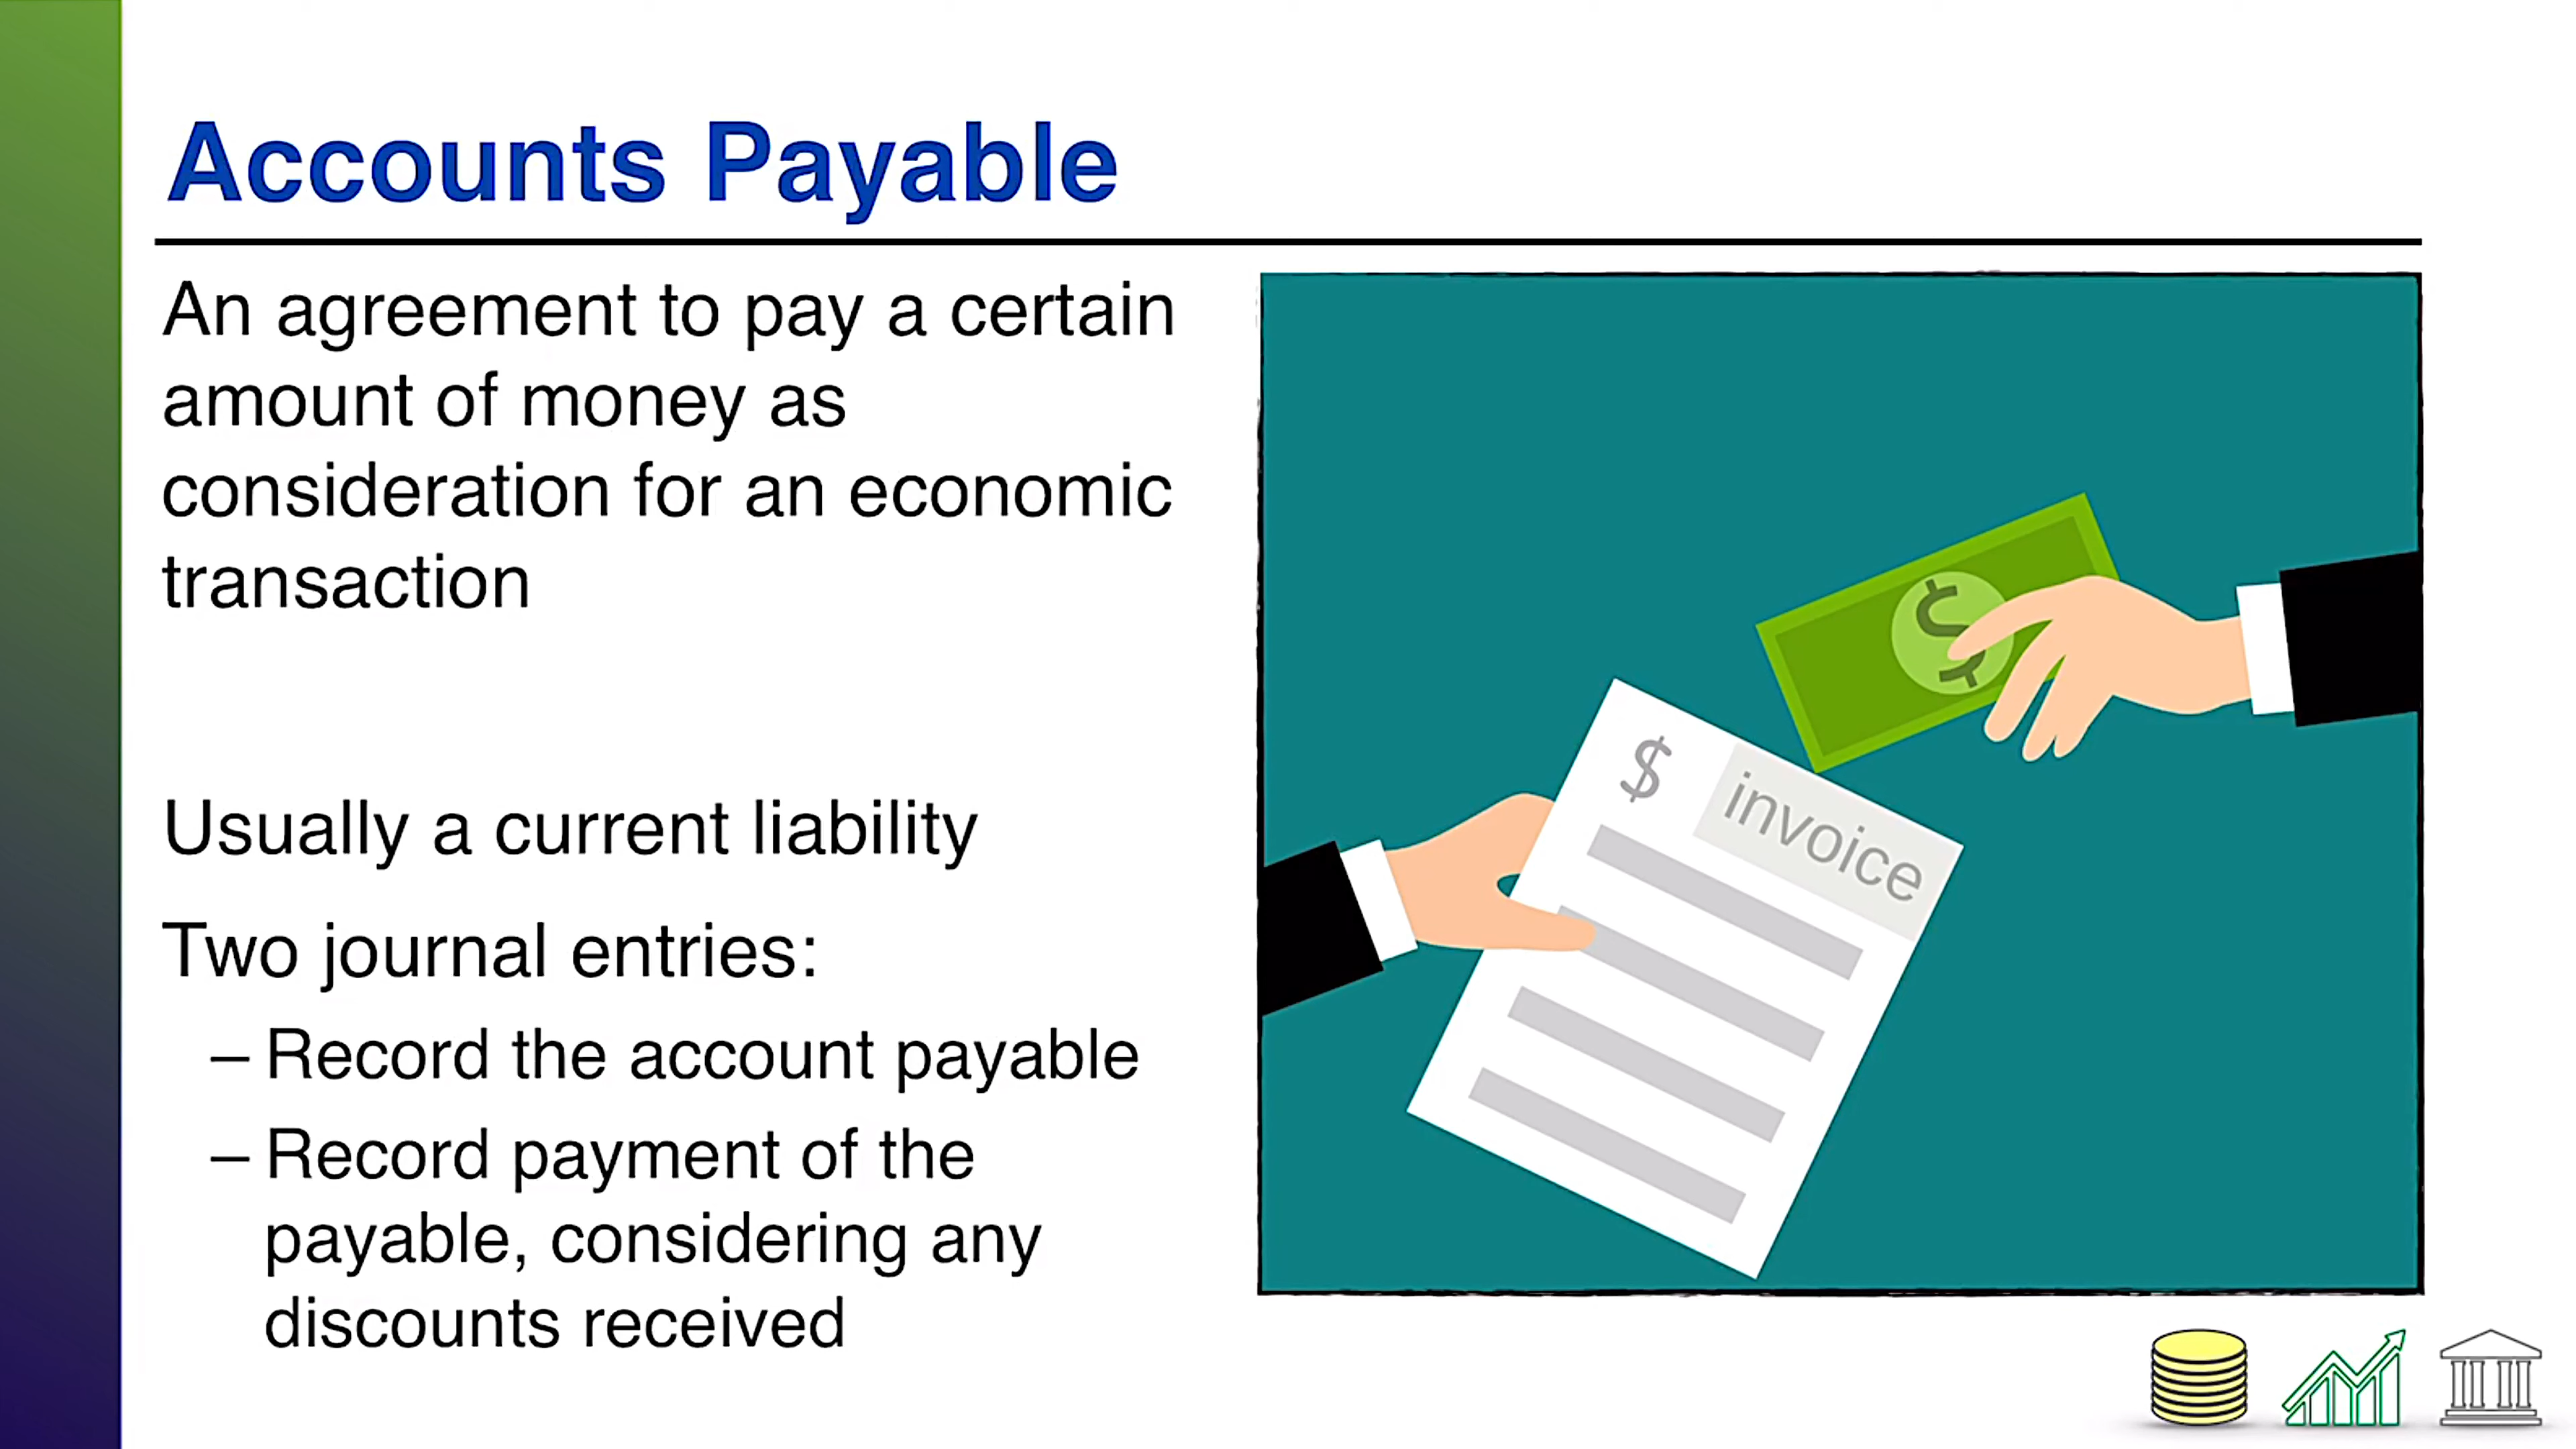 Accounts Payable
An agreement to pay a certain
amount of money as
consideration for an economic
transaction
Usually a current liability
Two journal entries:
– Record the account payable
– Record payment of the
payable, considering any
discounts received
$
$ invoice